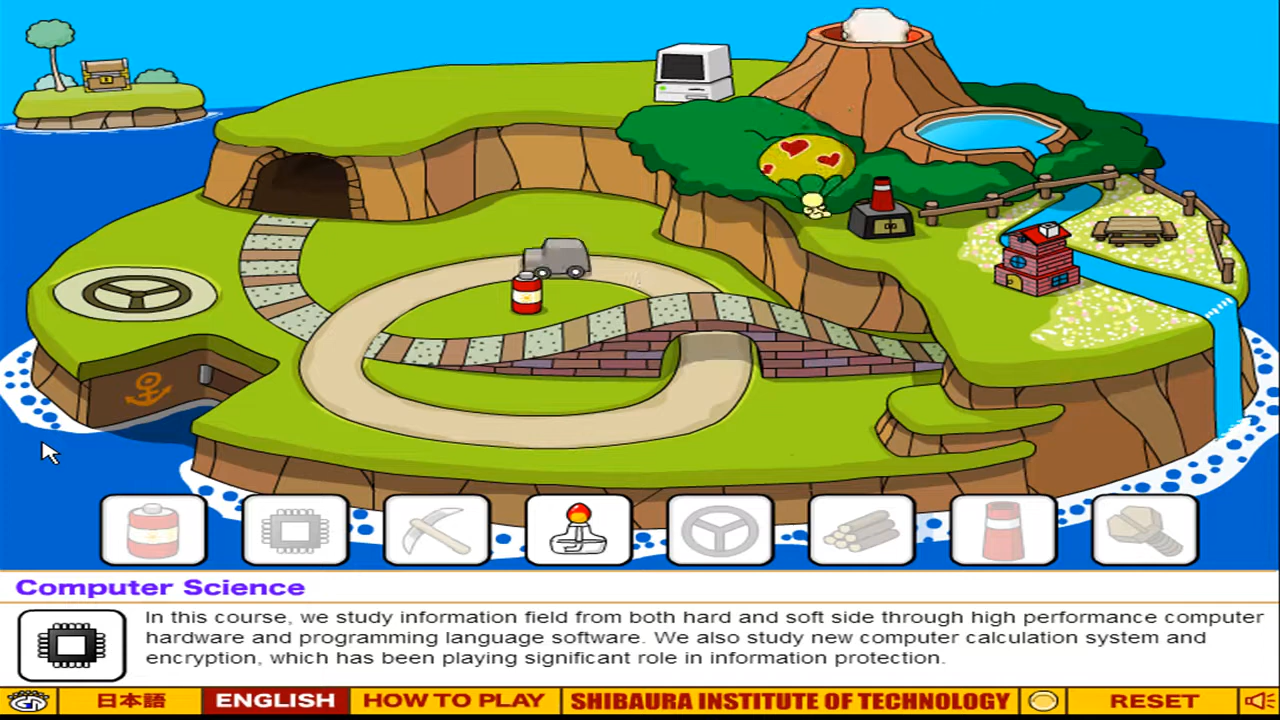 Computer Science
In this course, we study information field from both hard and soft side through high performance computer
hardware and programming language software. We also study new computer calculation system and
encryption, which has been playing significant role in information protection.
日本語 ENGLISH HOW TO PLAY SHIBAURA INSTITUTE OF TECHNOLOGY RESET